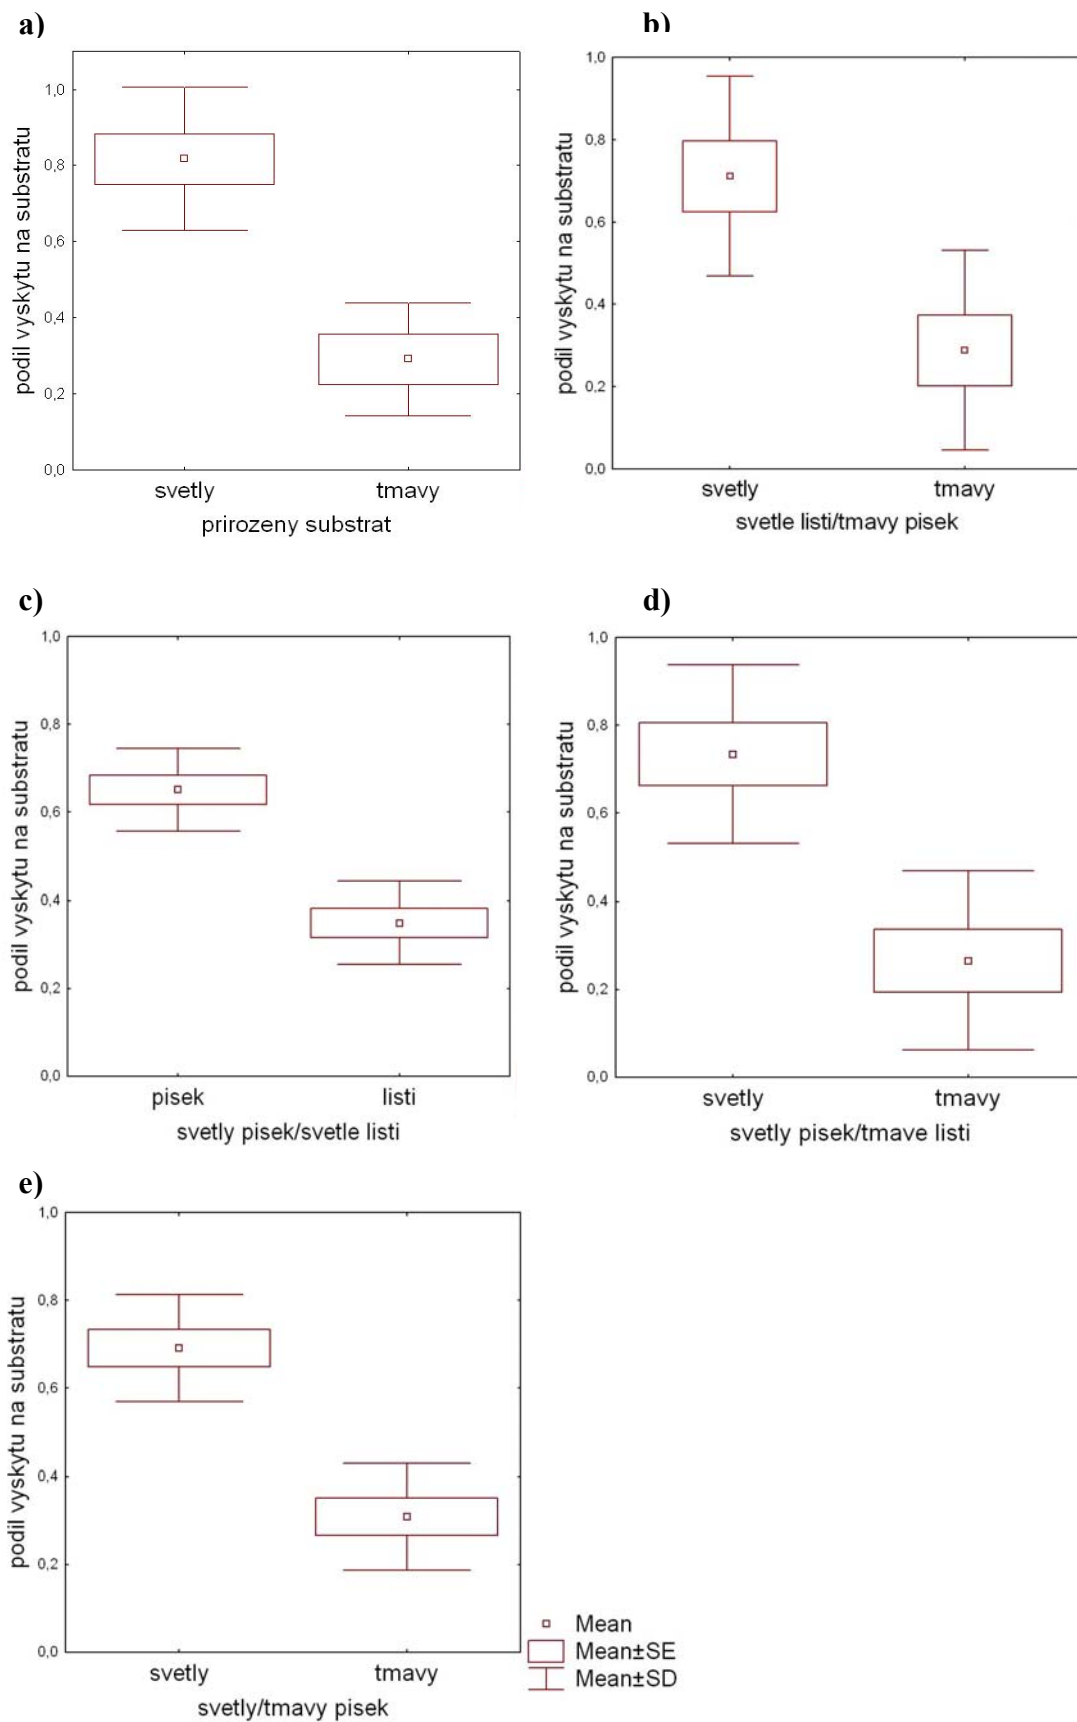 a)
podil vyskytu na substratu
1,0
0,8
0,6
0,4
0,2
0,0
svetly tmavy
prirozeny substrat
b)
podil vyskytu na substratu
1,0
0,8
0,6
0,4
0,2
0,0
svetly tmavy
svetle listi/tmavy pisek
c)
podil vyskytu na substratu
1,0
0,8
0,6
0,4
0,2
0,0
pisek listi
svetly pisek/svetle listi
d)
podil vyskytu na substratu
1,0
0,8
0,6
0,4
0,2
0,0
svetly tmavy
svetly pisek/tmave listi
e)
podil vyskytu na substratu
1,0
0,8
0,6
0,4
0,2
0,0
svetly tmavy
svetly/tmavy pisek
Mean
Mean±SE
Mean±SD